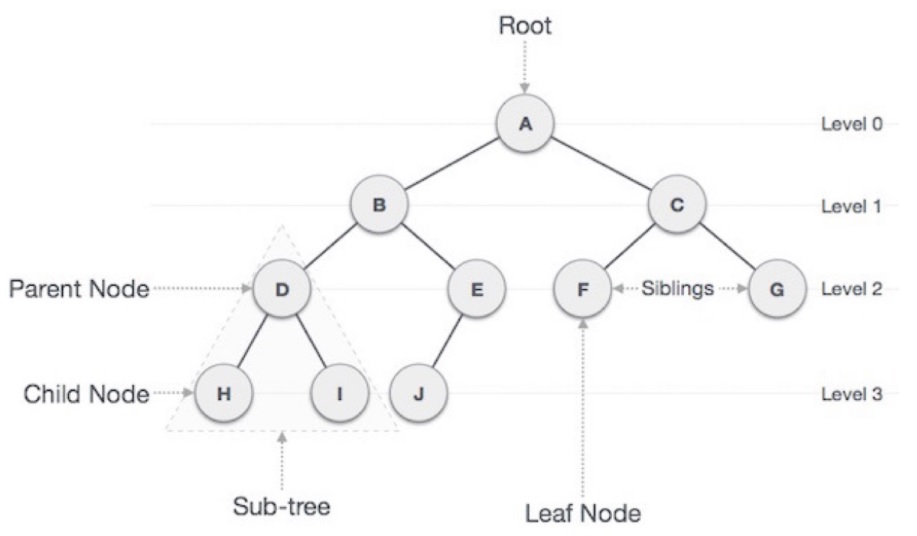 Root
A
Level 0
B
C
Level 1
Parent Node
D
E
F
Siblings
G
Level 2
Child Node
H
I
J
Level 3
Sub-tree
Leaf Node